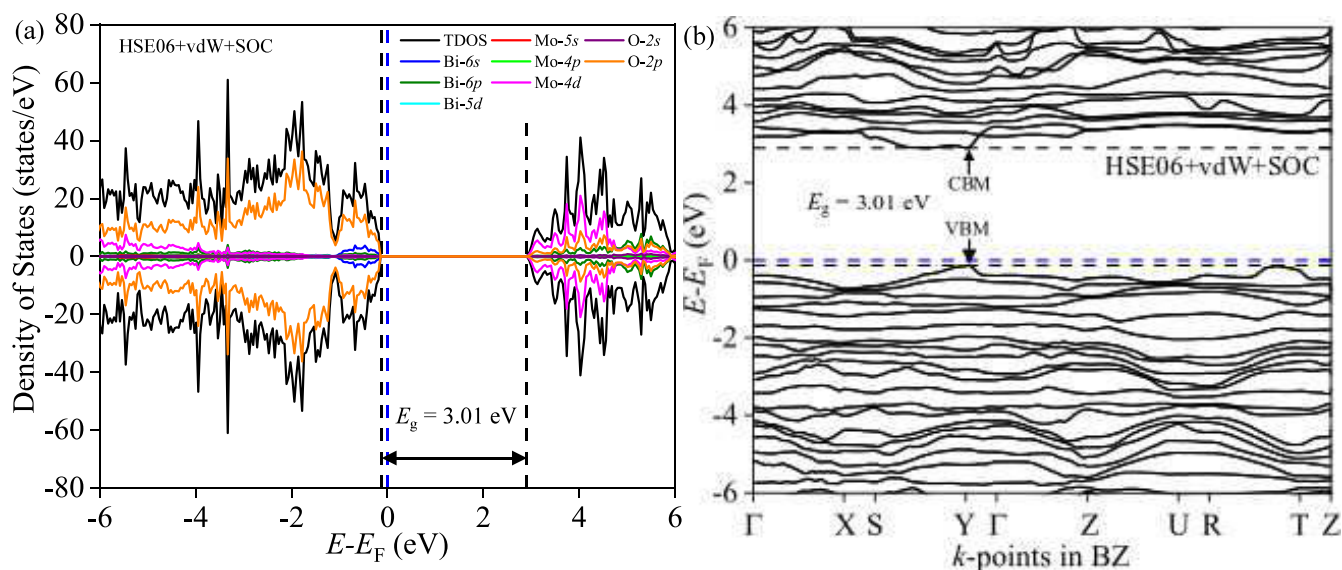 (a)
HSE06+vdW+SOC
TDOS Mo-5s O-2s
Bi-6s Mo-4p O-2p
Bi-6p Mo-4d
Bi-5d
Density of States (states/eV)
80
60
40
20
0
-20
-40
-60
-80
Eg = 3.01 eV
-6 -4 -2 0 2 4 6
E-EF (eV)
(b)
E-EF (eV)
6
4
2
0
-2
-4
-6
HSE06+vdW+SOC
CBM
Eg = 3.01 eV
VBM
Γ X S Y Γ Z U R T Z
k-points in BZ